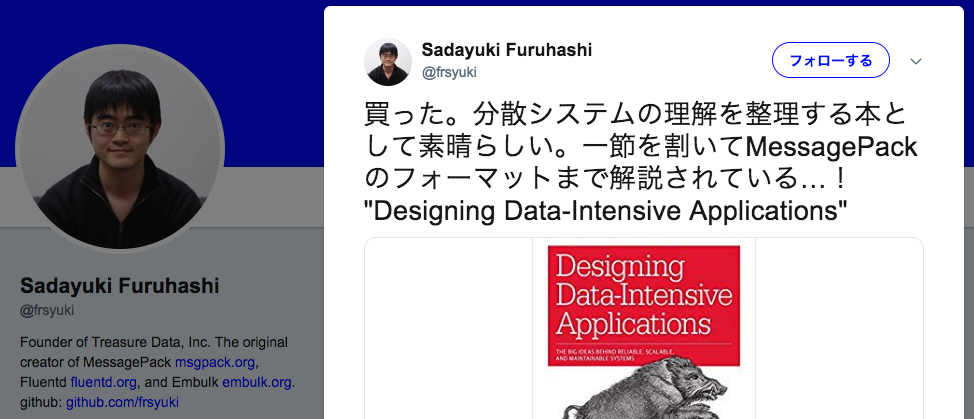 Sadayuki Furuhashi
@frsyuki
Founder of Treasure Data, Inc. The original
creator of MessagePack msgpack.org,
Fluentd fluentd.org, and Embulk embulk.org.
github: github.com/frsyuki
Sadayuki Furuhashi
@frsyuki
フォローする
買った。分散システムの理解を整理する本と
して素晴らしい。一節を割いてMessagePack
のフォーマットまで解説されている…！
"Designing Data-Intensive Applications"
Designing
Data-Intensive
Applications
THE BIG IDEAS BEHIND RELIABLE, SCALABLE,
AND MAINTAINABLE SYSTEMS